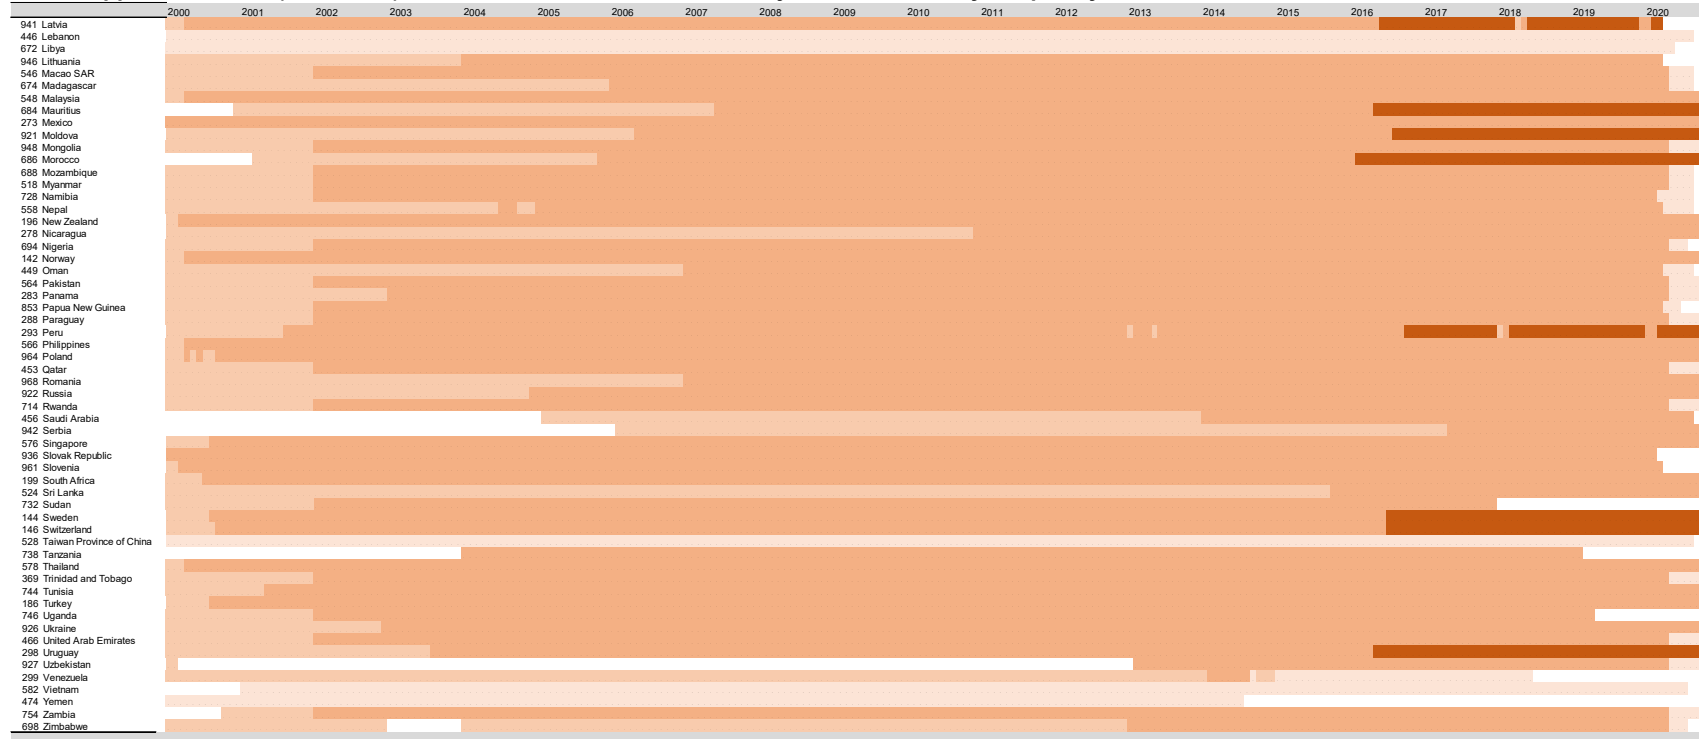 2000 2001 2002 2003 2004 2005 2006 2007 2008 2009 2010 2011 2012 2013 2014 2015 2016 2017 2018 2019 2020
941 Latvia
446 Lebanon
672 Libya
946 Lithuania
546 Macao SAR
674 Madagascar
548 Malaysia
684 Mauritius
273 Mexico
921 Moldova
948 Mongolia
686 Morocco
688 Mozambique
518 Myanmar
728 Namibia
558 Nepal
196 New Zealand
278 Nicaragua
694 Nigeria
142 Norway
449 Oman
564 Pakistan
283 Panama
853 Papua New Guinea
288 Paraguay
293 Peru
566 Philippines
964 Poland
453 Qatar
968 Romania
922 Russia
714 Rwanda
456 Saudi Arabia
942 Serbia
576 Singapore
936 Slovak Republic
961 Slovenia
199 South Africa
524 Sri Lanka
732 Sudan
144 Sweden
146 Switzerland
528 Taiwan Province of China
738 Tanzania
578 Thailand
369 Trinidad and Tobago
744 Tunisia
186 Turkey
746 Uganda
926 Ukraine
466 United Arab Emirates
298 Uruguay
927 Uzbekistan
299 Venezuela
582 Vietnam
474 Yemen
754 Zambia
698 Zimbabwe